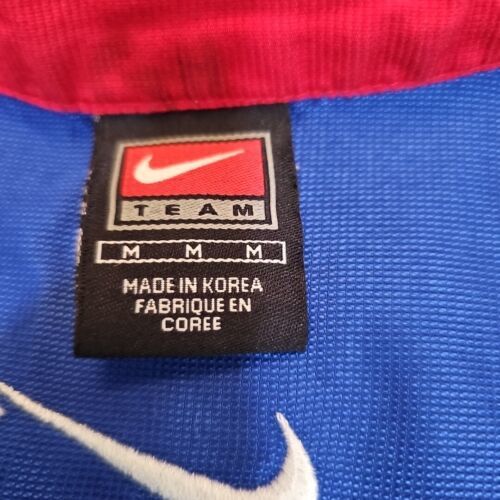 TEAM
M M M
MADE IN KOREA
FABRIQUE EN
COREE